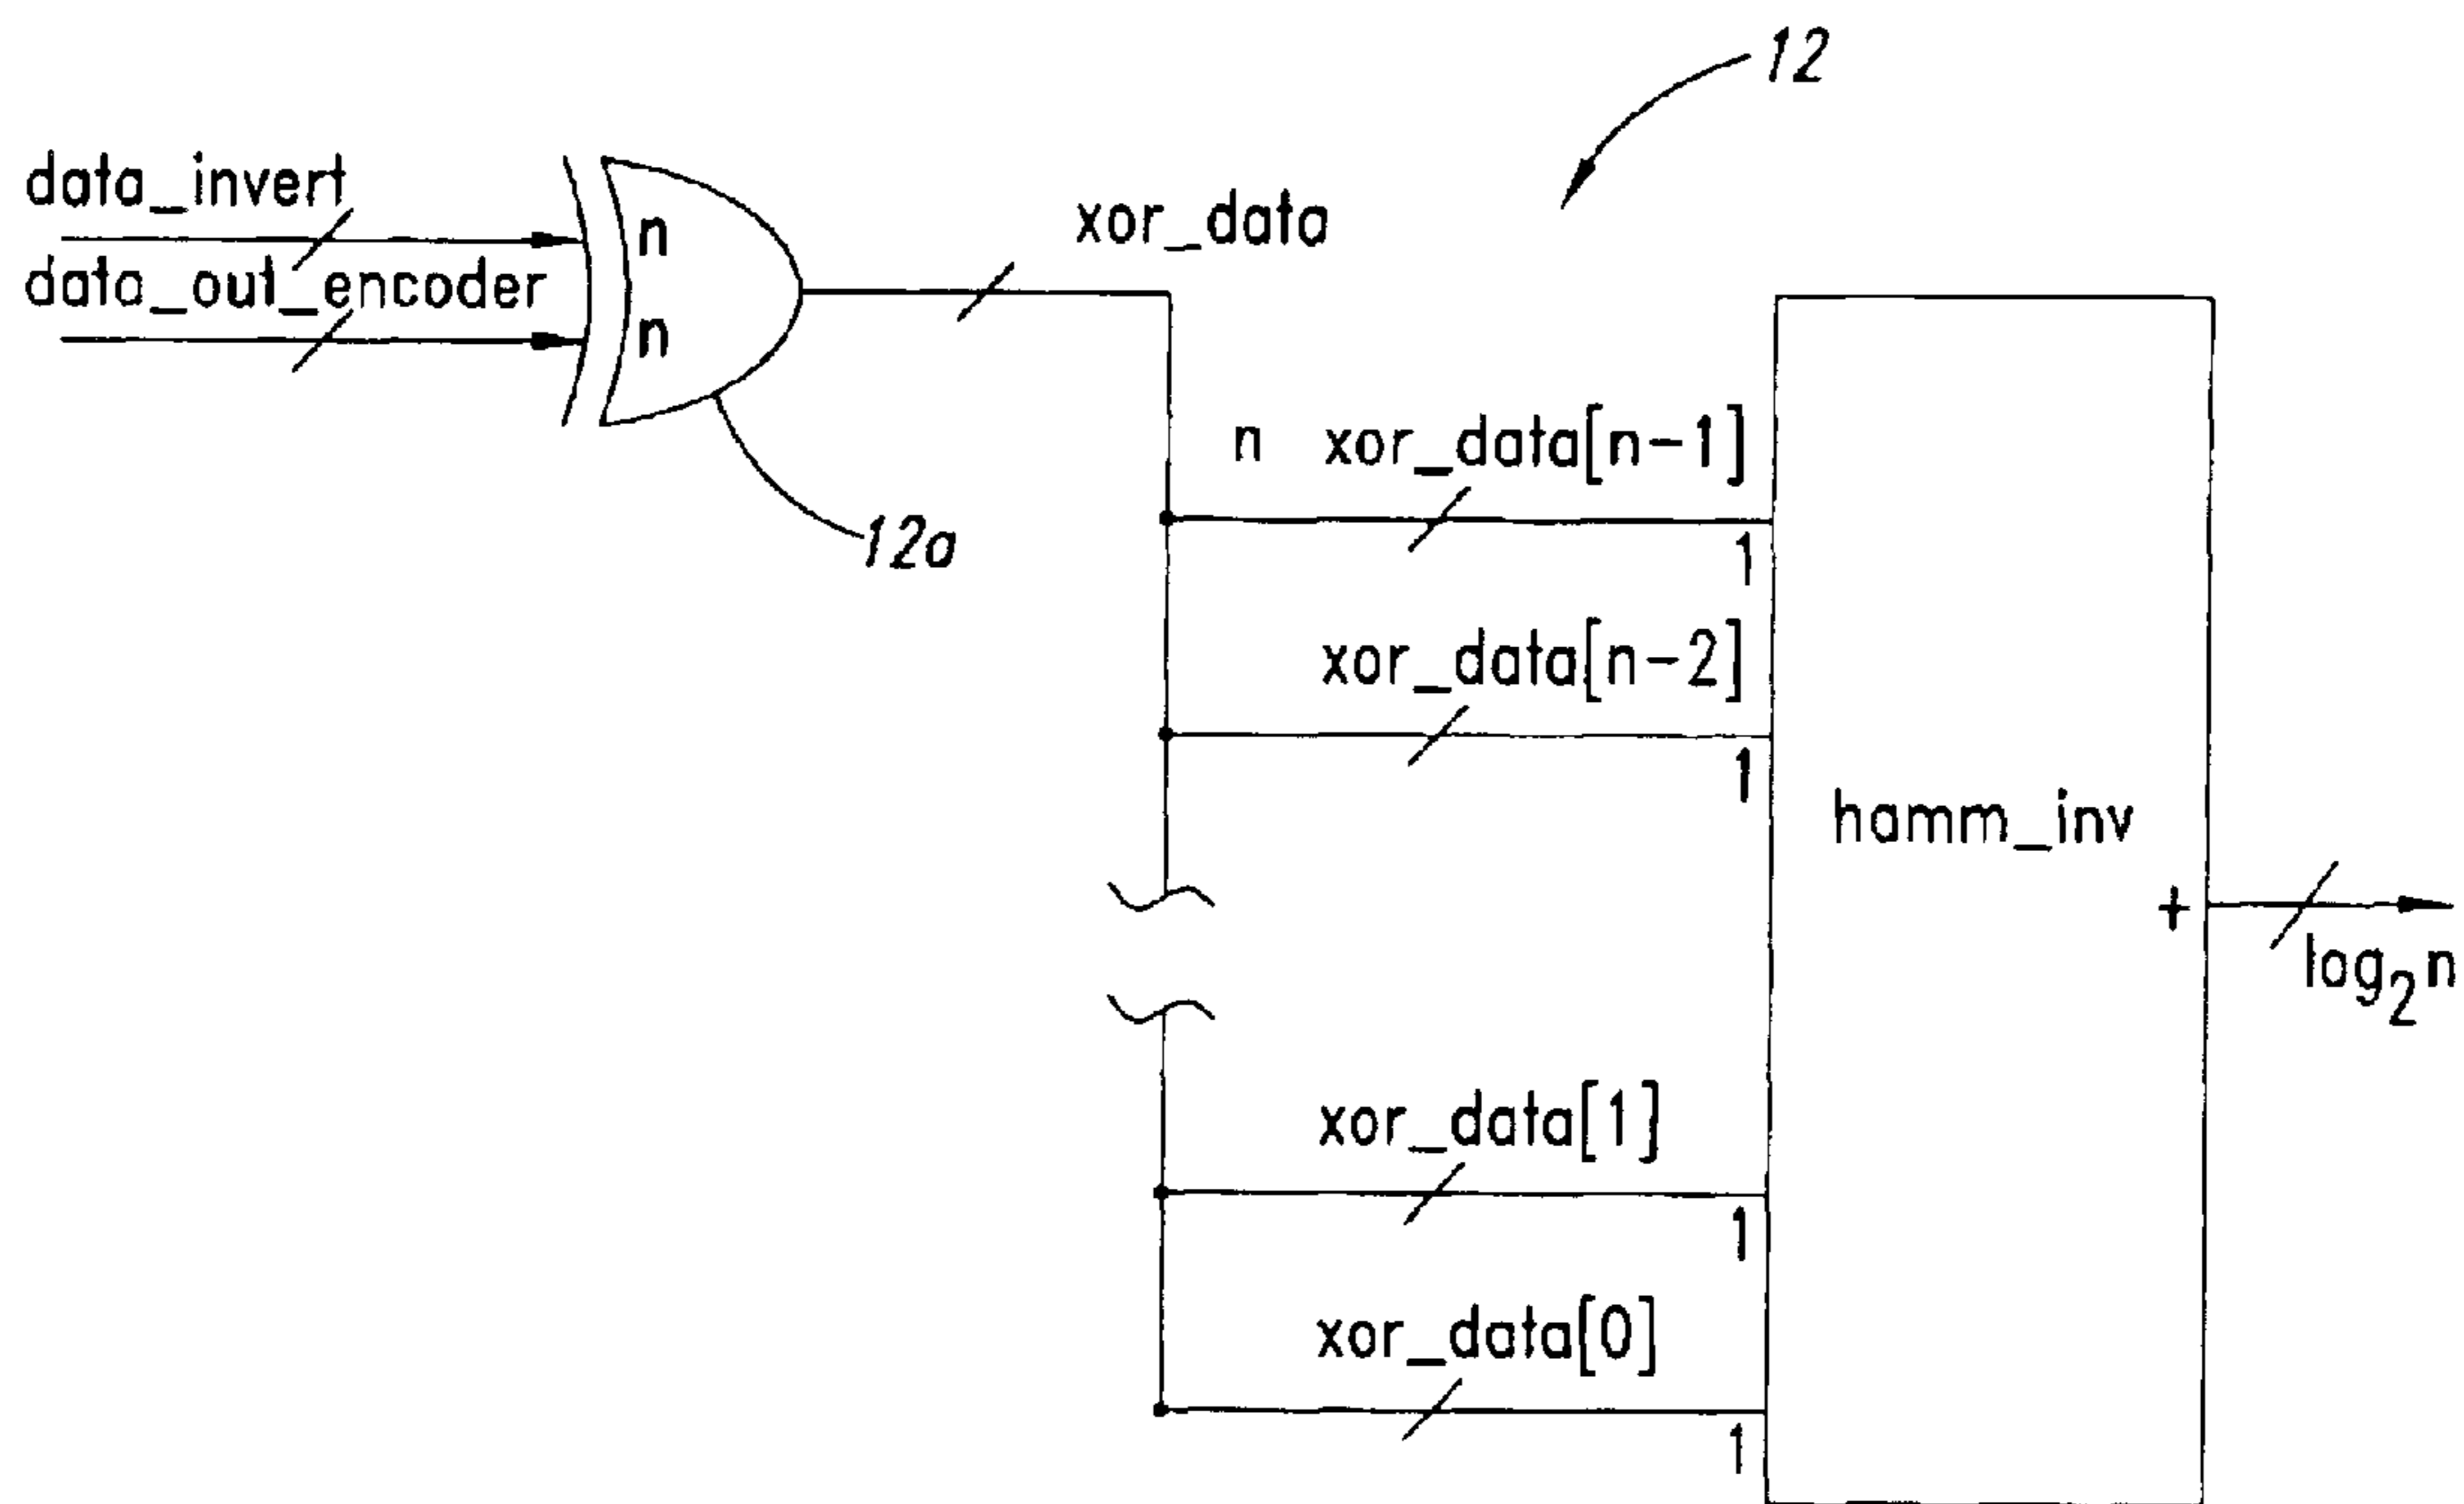 12
data_invert
n
xor_data
data_out_encoder
n
n xor_data[n-1]
12a
1
xor_data[n-2]
1
hamm_inv
+
log2n
xor_data[1]
1
xor_data[0]
1